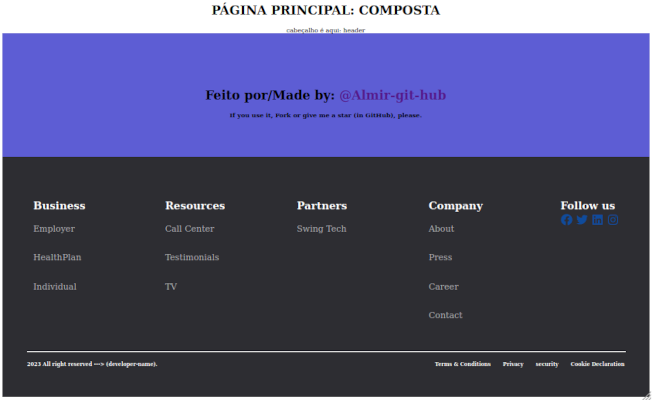 PÁGINA PRINCIPAL: COMPOSTA
cabeçalho é aqui: header
Feito por/Made by: @Almir-git-hub
If you use it, Fork or give me a star (in GitHub), please.
Business
Employer
HealthPlan
Individual
Resources
Call Center
Testimonials
TV
Partners
Swing Tech
Company
About
Press
Career
Contact
Follow us
2023 All right reserved ---> (developer-name).
Terms & Conditions
Privacy
security
Cookie Declaration